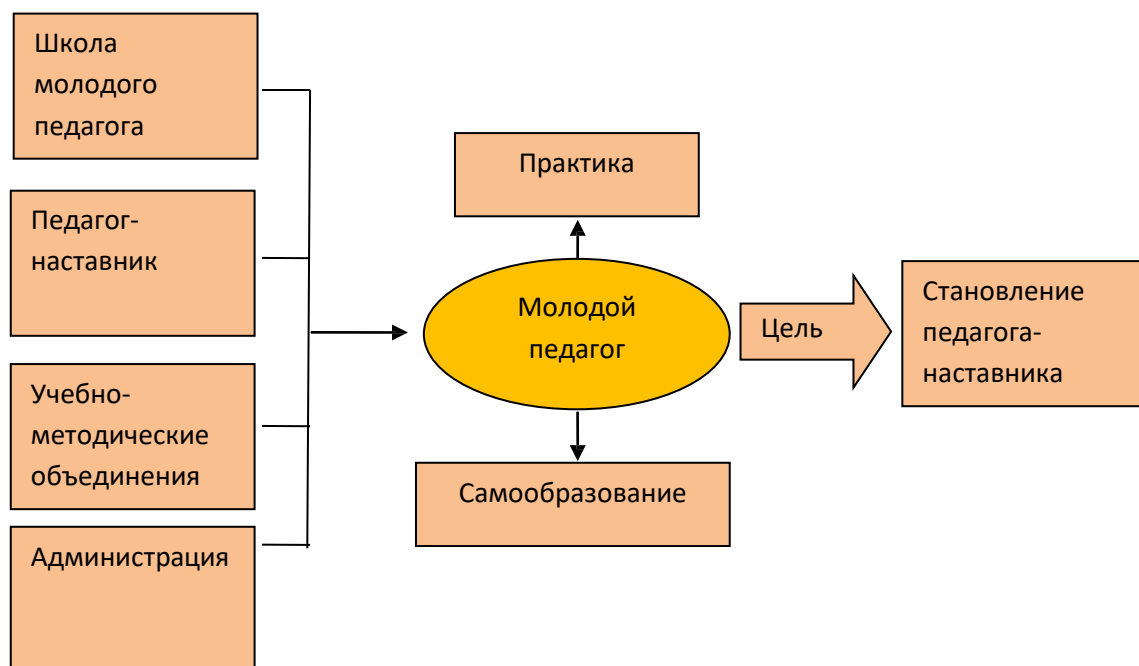 Школа
молодого
педагога
Педагог-
наставник
Учебно-
методические
объединения
Администрация
Практика
Молодой
педагог
Самообразование
Цель
Становление
педагога-
наставника